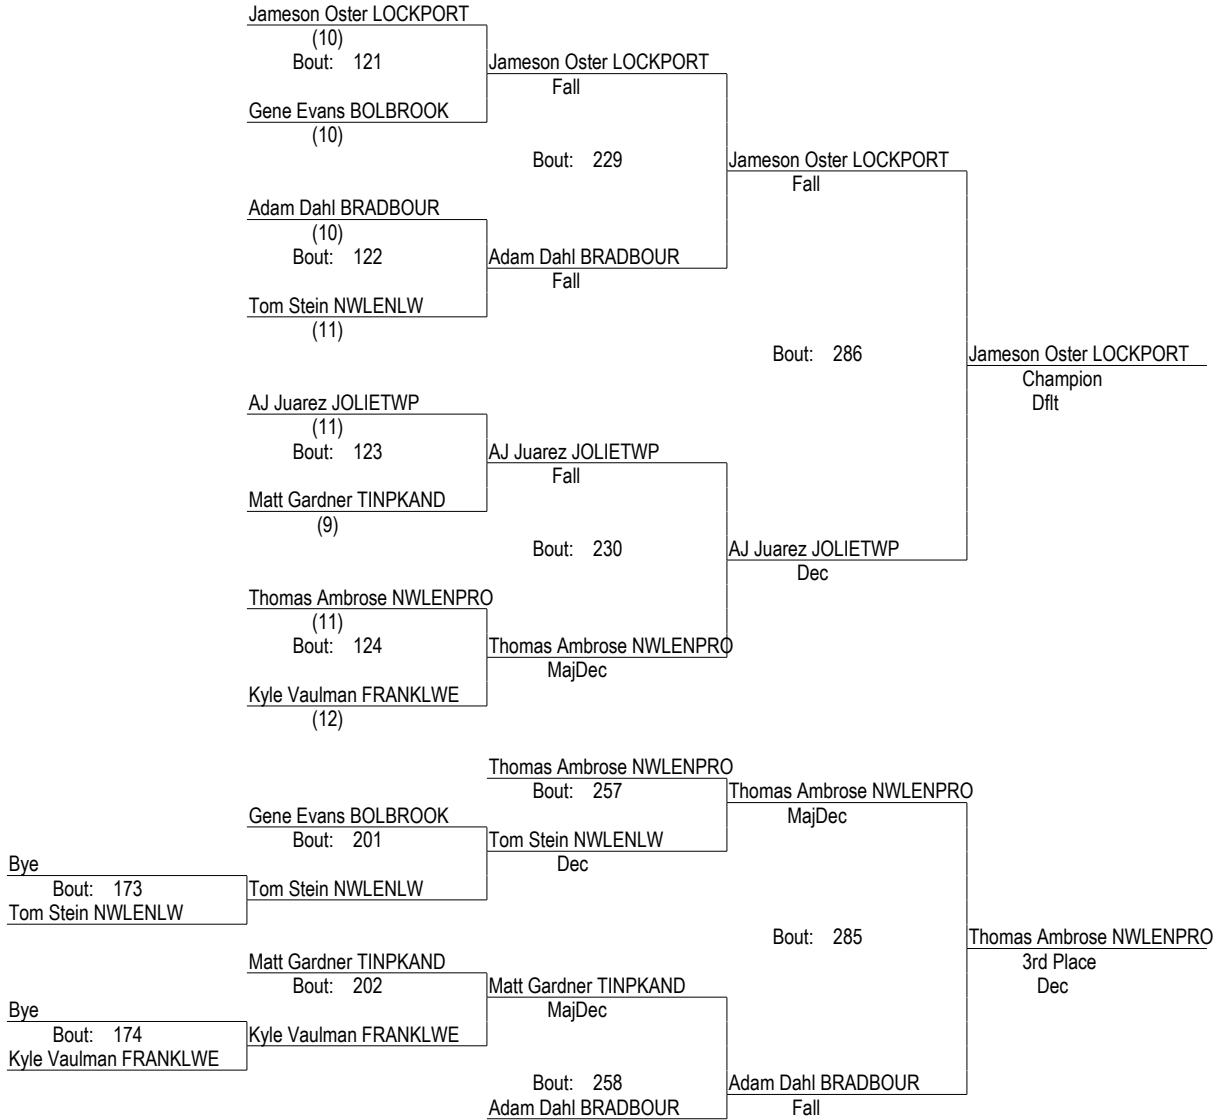 Jameson Oster LOCKPORT
(10)
Bout: 121
Jameson Oster LOCKPORT
Fall
Gene Evans BOLBROOK
(10)
Bout: 229
Jameson Oster LOCKPORT
Fall
Adam Dahl BRADBOUR
(10)
Bout: 122
Adam Dahl BRADBOUR
Fall
Tom Stein NWLENLW
(11)
Bout: 286
Jameson Oster LOCKPORT
Champion
Dflt
AJ Juarez JOLIETWP
(11)
Bout: 123
AJ Juarez JOLIETWP
Fall
Matt Gardner TINPKAND
(9)
Bout: 230
AJ Juarez JOLIETWP
Dec
Thomas Ambrose NWLENPRO
(11)
Bout: 124
Thomas Ambrose NWLENPRO
MajDec
Kyle Vaulman FRANKLWE
(12)
Thomas Ambrose NWLENPRO
Bout: 257
Thomas Ambrose NWLENPRO
MajDec
Gene Evans BOLBROOK
Bout: 201
Tom Stein NWLENLW
Dec
Bye
Bout: 173
Tom Stein NWLENLW
Tom Stein NWLENLW
Bout: 285
Thomas Ambrose NWLENPRO
3rd Place
Dec
Matt Gardner TINPKAND
Bout: 202
Matt Gardner TINPKAND
MajDec
Bye
Bout: 174
Kyle Vaulman FRANKLWE
Kyle Vaulman FRANKLWE
Bout: 258
Adam Dahl BRADBOUR
Fall
Adam Dahl BRADBOUR